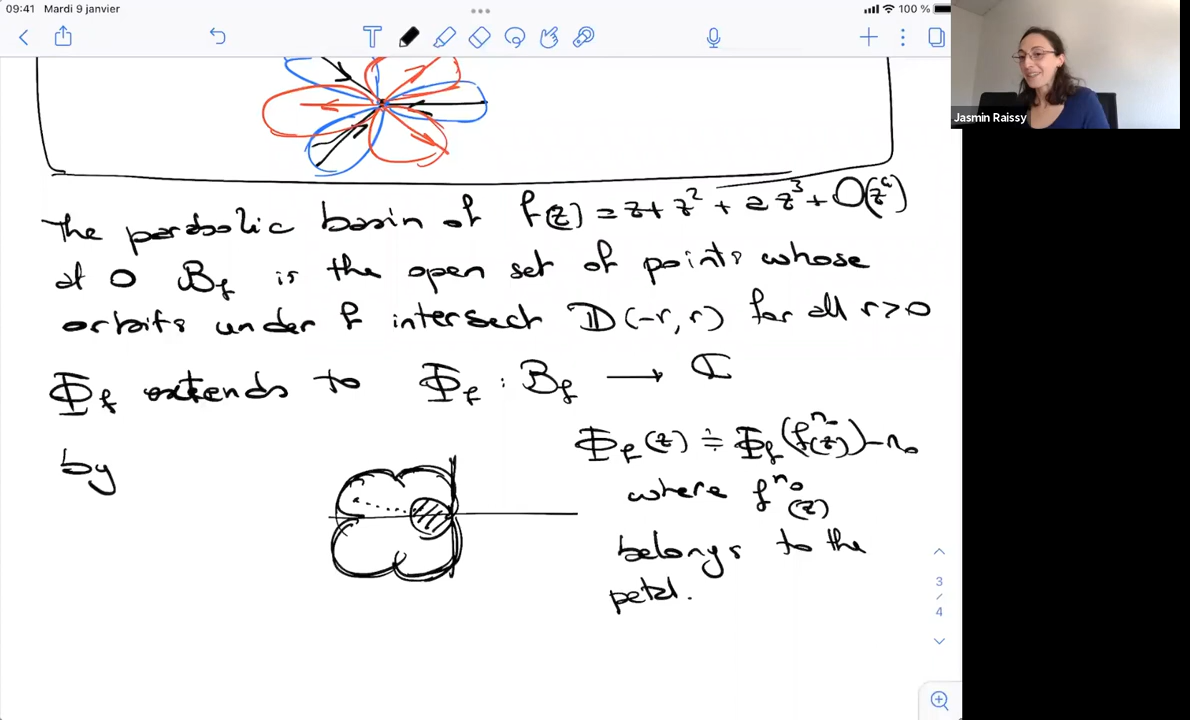 09:41 Mardi 9 janvier
100 %
Jasmin Raissy
The parabolic basin of f(z) = z + z² + a z³ + O(z⁴)
at 0 B_f is the open set of points whose
orbits under f intersect D(-r, r) for all r>0
Φ_f extends to Φ_f : B_f → ℂ
by
Φ_f(z) ≐ Φ_f(f^{n₀}(z)) - n₀
where f^{n₀}(z)
belongs to the
petal.
3
/
4